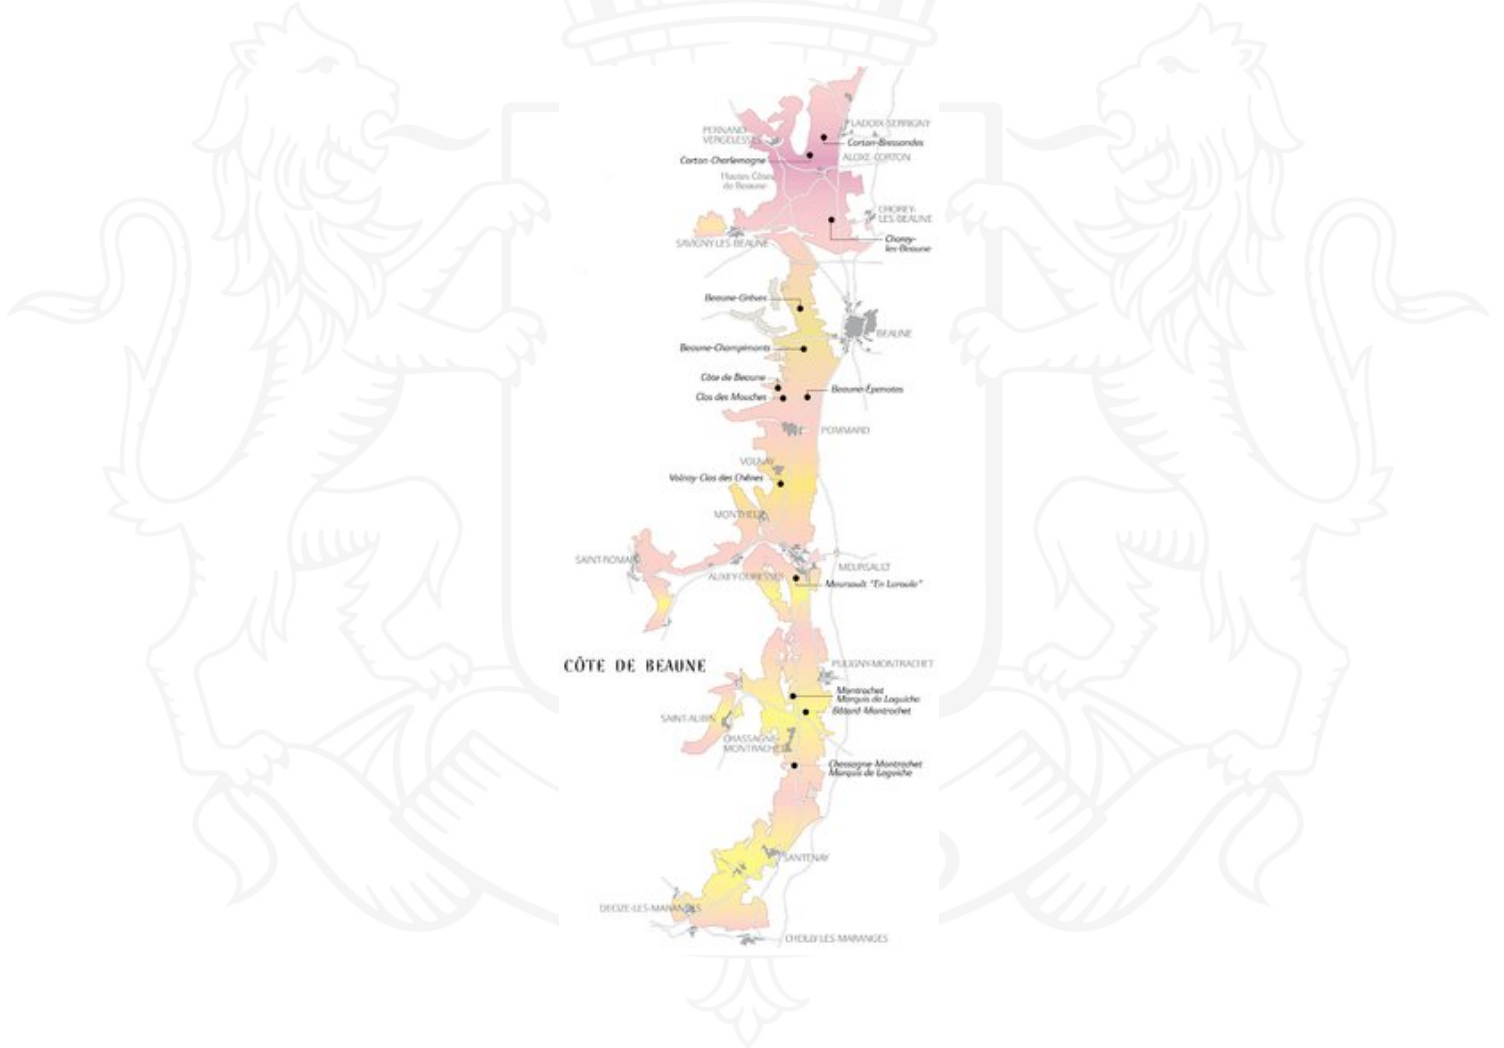 PERNAND-
VERGELESSES
LADOIX-SERRIGNY
Corton-Bressandes
ALOXE-CORTON
Corton-Charlemagne
Hautes Côtes
de Beaune
CHOREY-
LES-BEAUNE
SAVIGNY-LES-BEAUNE
Chorey-
les-Beaune
Beaune-Grèves
BEAUNE
Beaune-Champimonts
Côte de Beaune
Beaune-Épenotes
Clos des Mouches
POMMARD
VOLNAY
Volnay-Clos des Chênes
MONTHELIE
SAINT-ROMAIN
MEURSAULT
AUXEY-DURESSES
Meursault "En Luraule"
CÔTE DE BEAUNE
PULIGNY-MONTRACHET
Montrachet
Marquis de Laguiche
Bâtard-Montrachet
SAINT-AUBIN
CHASSAGNE-
MONTRACHET
Chassagne-Montrachet
Marquis de Laguiche
SANTENAY
DEZIZE-LES-MARANGES
CHEILLY-LES-MARANGES